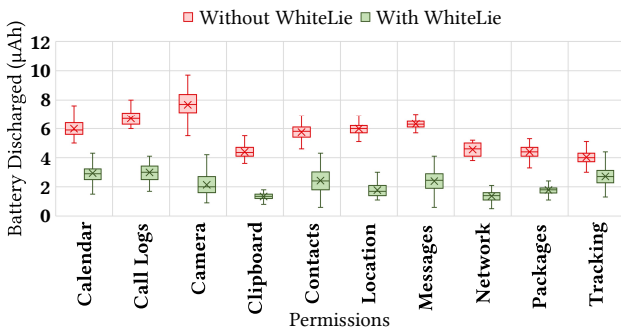 Without WhiteLie With WhiteLie
Battery Discharged (μAh)
12
10
8
6
4
2
0
Calendar
Call Logs
Camera
Clipboard
Contacts
Location
Messages
Network
Packages
Tracking
Permissions